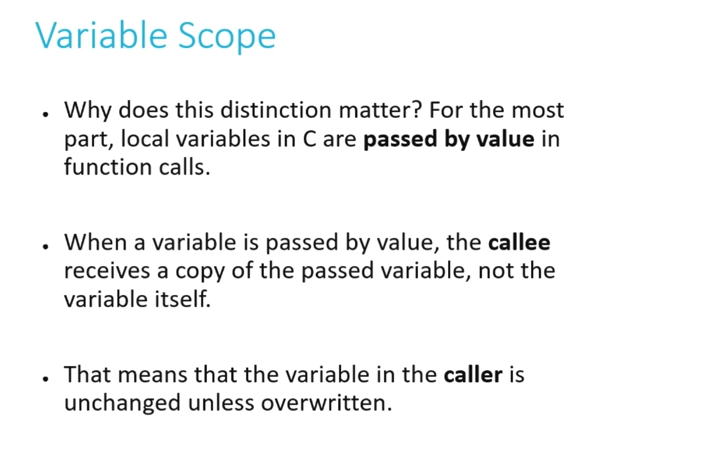 Variable Scope
• Why does this distinction matter? For the most
part, local variables in C are passed by value in
function calls.
• When a variable is passed by value, the callee
receives a copy of the passed variable, not the
variable itself.
• That means that the variable in the caller is
unchanged unless overwritten.